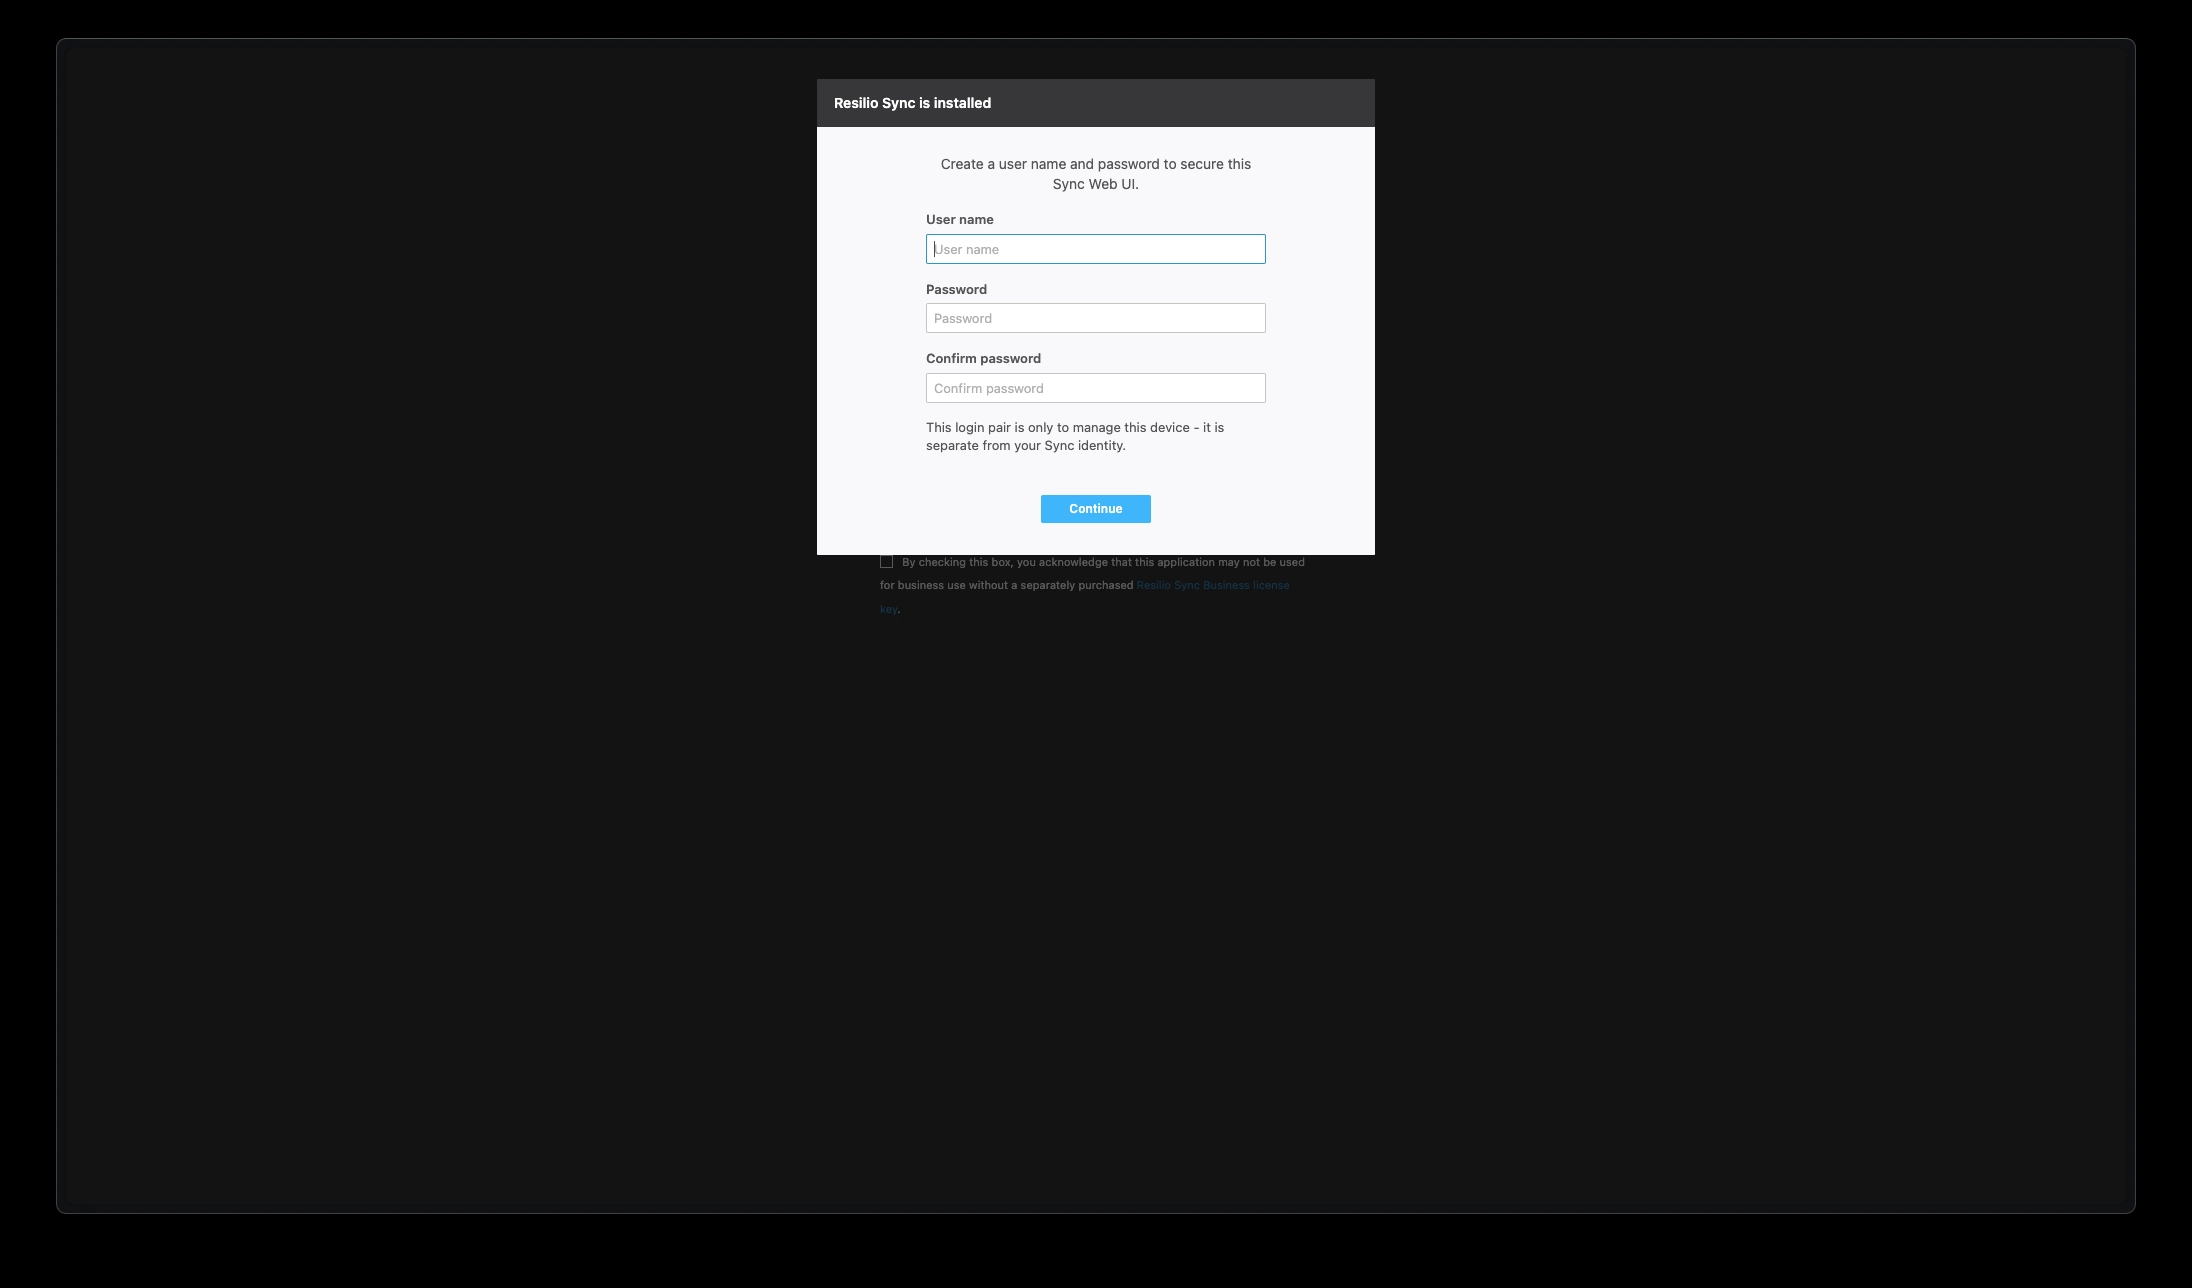 Resilio Sync is installed
Create a user name and password to secure this
Sync Web UI.
User name
User name
Password
Password
Confirm password
Confirm password
This login pair is only to manage this device - it is
separate from your Sync identity.
Continue
By checking this box, you acknowledge that this application may not be used
for business use without a separately purchased Resilio Sync Business license
key.